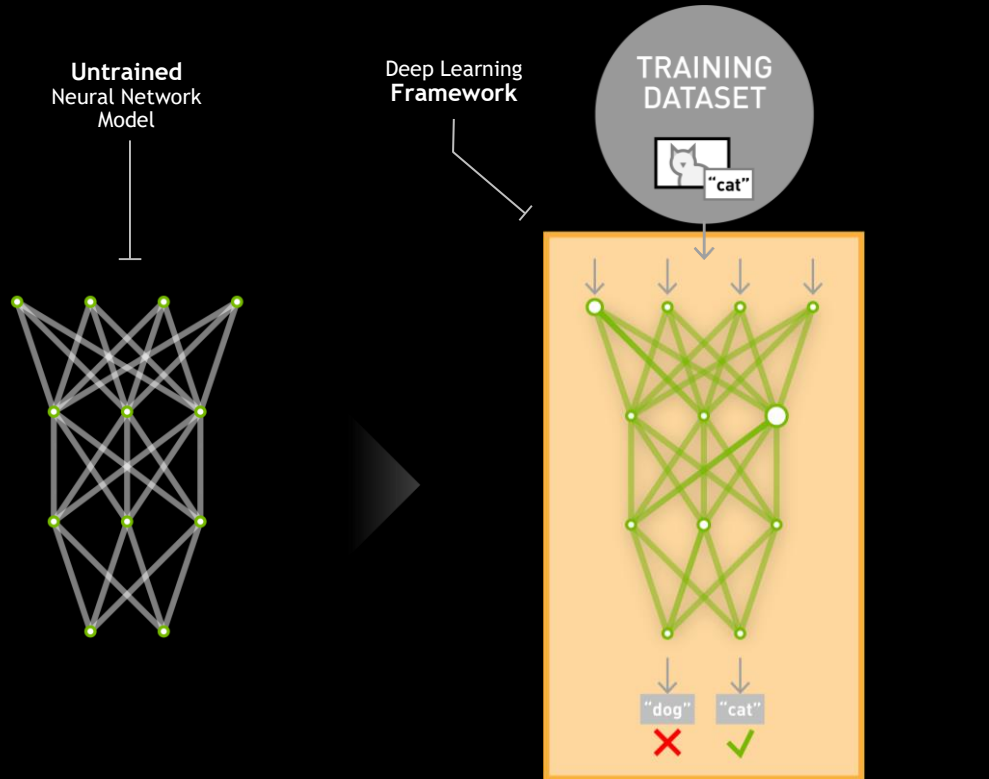 Untrained
Neural Network
Model
Deep Learning
Framework
TRAINING
DATASET
“cat”
“dog” “cat”